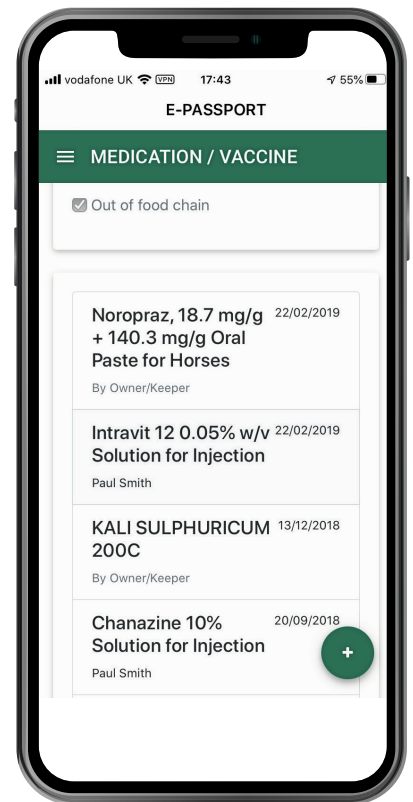 vodafone UK VPN 17:43 55%
E-PASSPORT
MEDICATION / VACCINE
Out of food chain
Noropraz, 18.7 mg/g 22/02/2019
+ 140.3 mg/g Oral
Paste for Horses
By Owner/Keeper
Intravit 12 0.05% w/v 22/02/2019
Solution for Injection
Paul Smith
KALI SULPHURICUM 13/12/2018
200C
By Owner/Keeper
Chanazine 10% 20/09/2018
Solution for Injection
Paul Smith
+